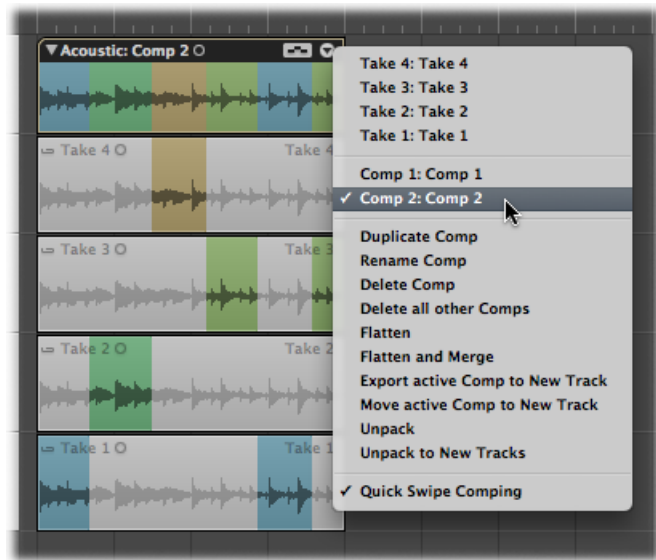 Acoustic: Comp 2
Take 4 Take 4
Take 3 Take 3
Take 2 Take 2
Take 1 Take 1
Take 4: Take 4
Take 3: Take 3
Take 2: Take 2
Take 1: Take 1
Comp 1: Comp 1
✓ Comp 2: Comp 2
Duplicate Comp
Rename Comp
Delete Comp
Delete all other Comps
Flatten
Flatten and Merge
Export active Comp to New Track
Move active Comp to New Track
Unpack
Unpack to New Tracks
✓ Quick Swipe Comping